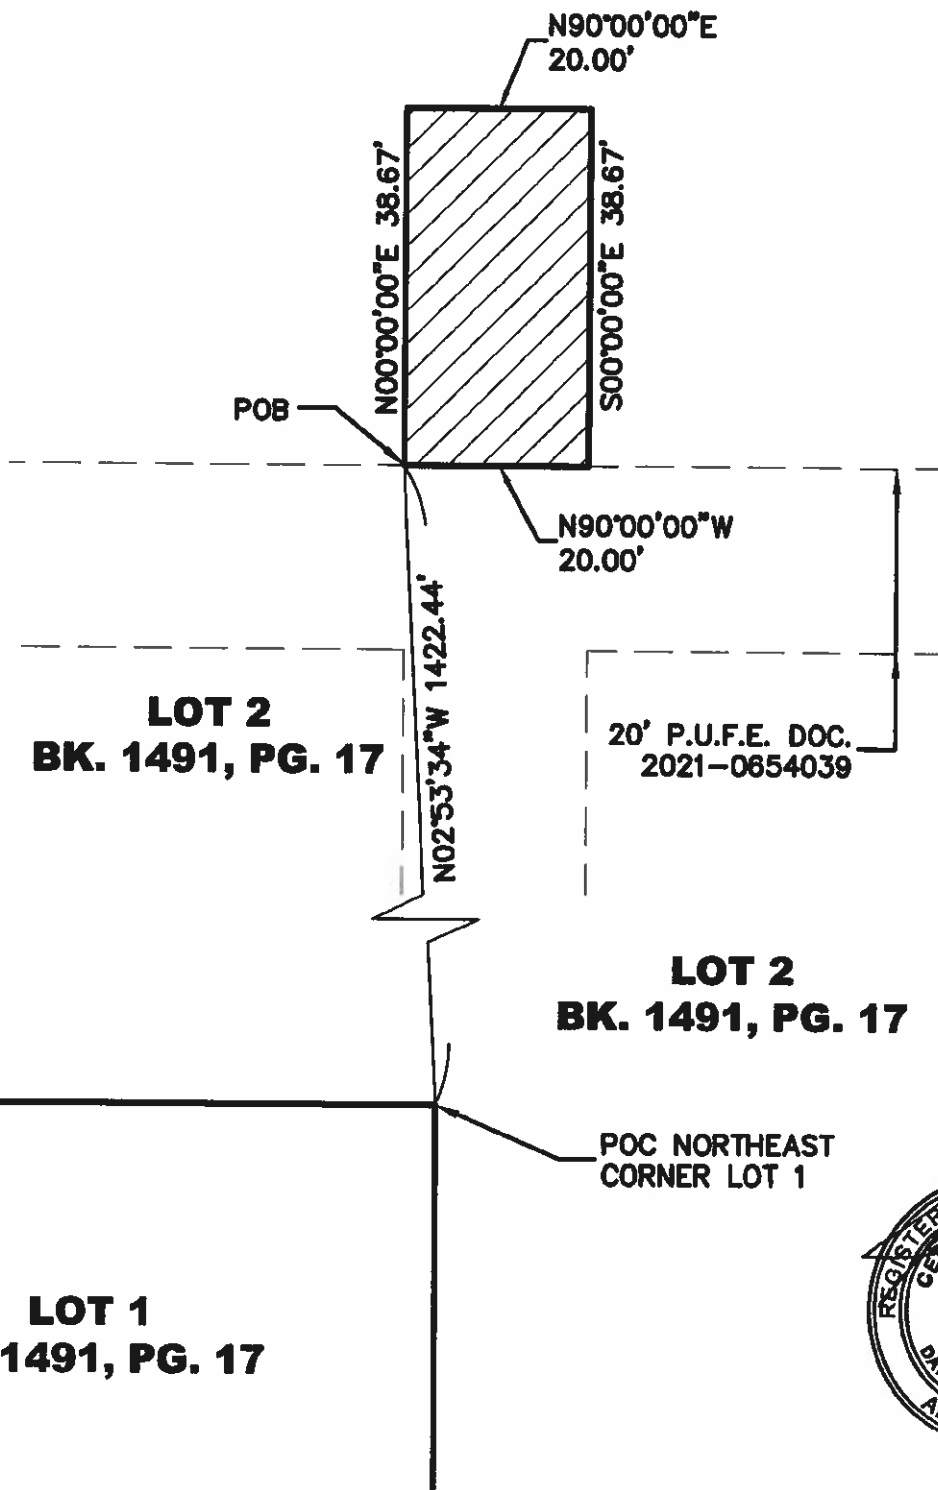 N90°00'00"E
20.00'
N00°00'00"E 38.67'
S00°00'00"E 38.67'
POB
N90°00'00"W
20.00'
N02°53'34"W 1422.44'
LOT 2
BK. 1491, PG. 17
20' P.U.F.E. DOC.
2021-0654039
LOT 2
BK. 1491, PG. 17
POC NORTHEAST
CORNER LOT 1
LOT 1
1491, PG. 17